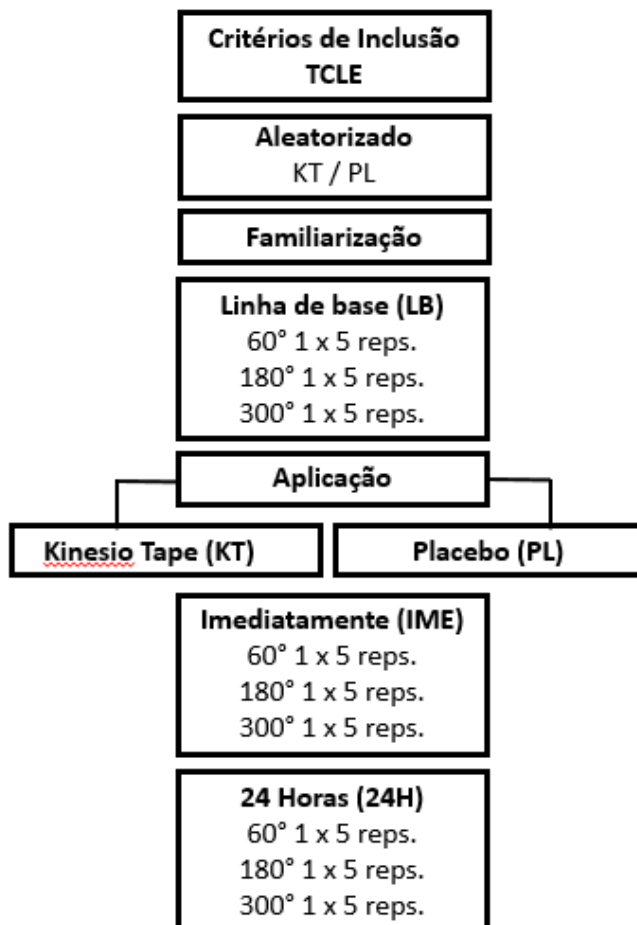 Critérios de Inclusão
TCLE
Aleatorizado
KT / PL
Familiarização
Linha de base (LB)
60° 1 x 5 reps.
180° 1 x 5 reps.
300° 1 x 5 reps.
Aplicação
Kinesio Tape (KT)
Placebo (PL)
Imediatamente (IME)
60° 1 x 5 reps.
180° 1 x 5 reps.
300° 1 x 5 reps.
24 Horas (24H)
60° 1 x 5 reps.
180° 1 x 5 reps.
300° 1 x 5 reps.